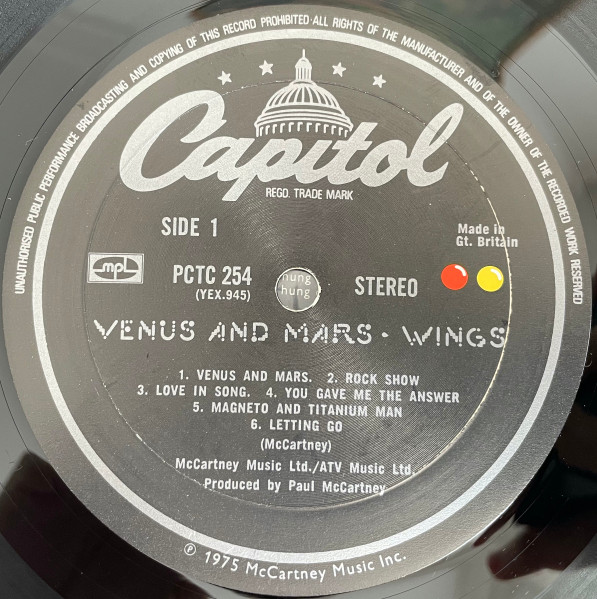 UNAUTHORISED PUBLIC PERFORMANCE BROADCASTING AND COPYING OF THIS RECORD PROHIBITED·ALL RIGHTS OF THE MANUFACTURER AND OF THE OWNER OF THE RECORDED WORK RESERVED
Capitol
REGD. TRADE MARK
SIDE 1
Made in
Gt. Britain
mpl
PCTC 254
(YEX.945)
hung
hung
STEREO
VENUS AND MARS · WINGS
1. VENUS AND MARS. 2. ROCK SHOW
3. LOVE IN SONG. 4. YOU GAVE ME THE ANSWER
5. MAGNETO AND TITANIUM MAN
6. LETTING GO
(McCartney)
McCartney Music Ltd./ATV Music Ltd.
Produced by Paul McCartney
℗ 1975 McCartney Music Inc.